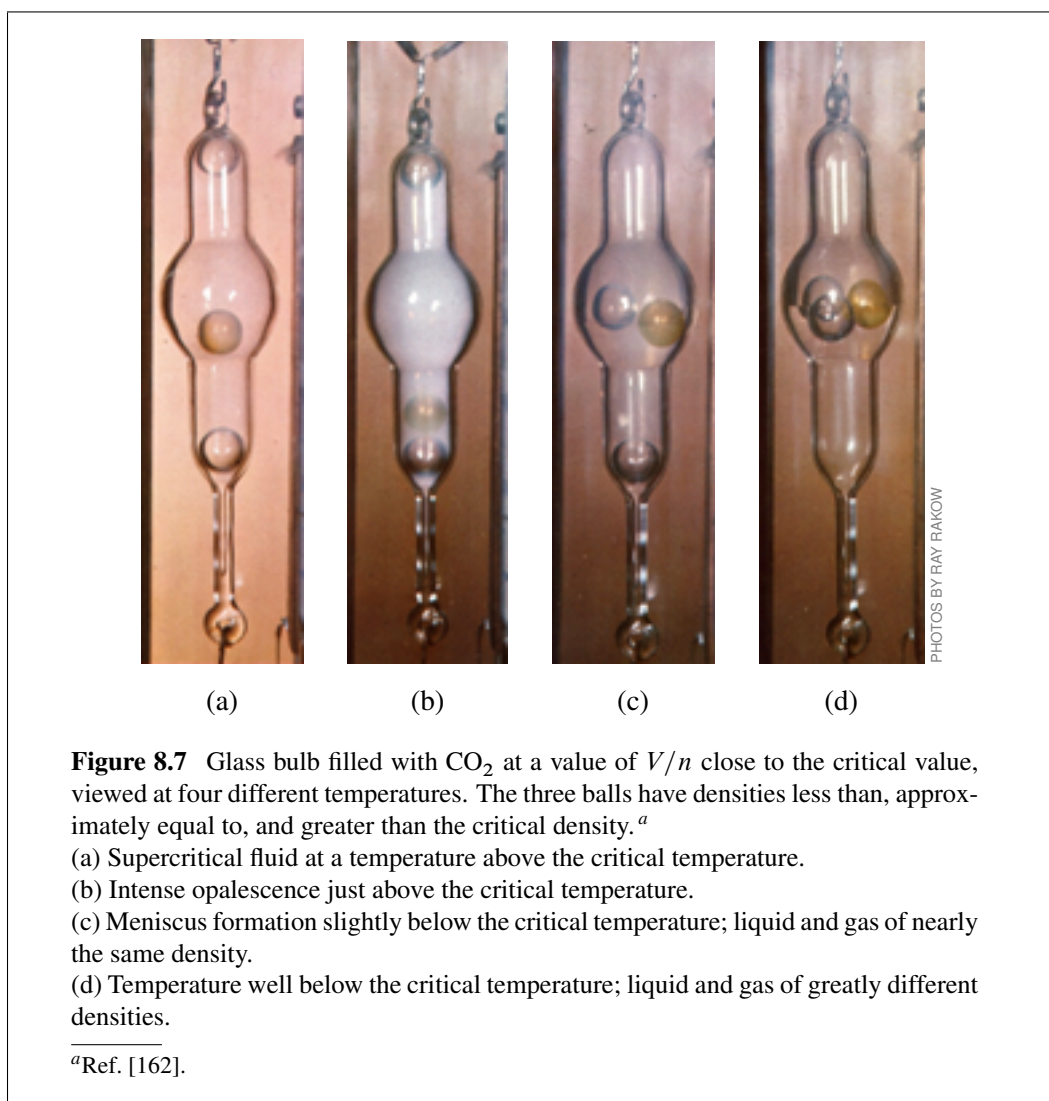 PHOTOS BY RAY RAKOW
(a) (b) (c) (d)
Figure 8.7 Glass bulb filled with CO₂ at a value of V/n close to the critical value,
viewed at four different temperatures. The three balls have densities less than, approx-
imately equal to, and greater than the critical density.ᵃ
(a) Supercritical fluid at a temperature above the critical temperature.
(b) Intense opalescence just above the critical temperature.
(c) Meniscus formation slightly below the critical temperature; liquid and gas of nearly
the same density.
(d) Temperature well below the critical temperature; liquid and gas of greatly different
densities.
ᵃRef. [162].